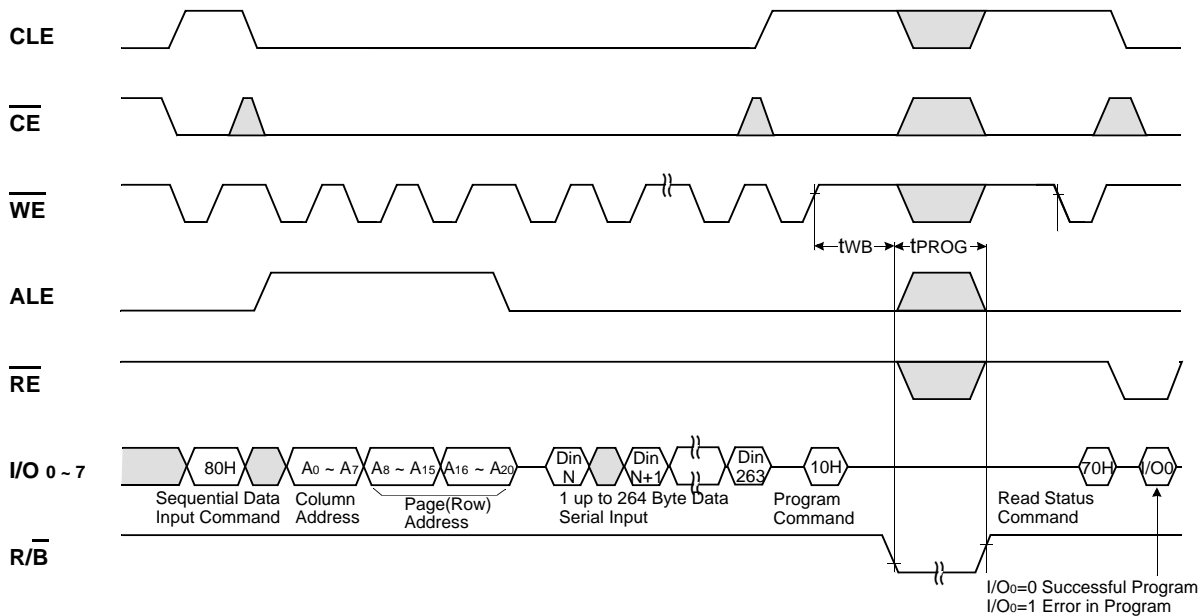 CLE
CE
WE
tWB
tPROG
ALE
RE
I/O 0 ~ 7
80H
A0 ~ A7
A8 ~ A15
A16 ~ A20
Din
N
Din
N+1
Din
263
10H
70H
I/O0
Sequential Data
Input Command
Column
Address
Page(Row)
Address
1 up to 264 Byte Data
Serial Input
Program
Command
Read Status
Command
R/B
I/O0=0 Successful Program
I/O0=1 Error in Program